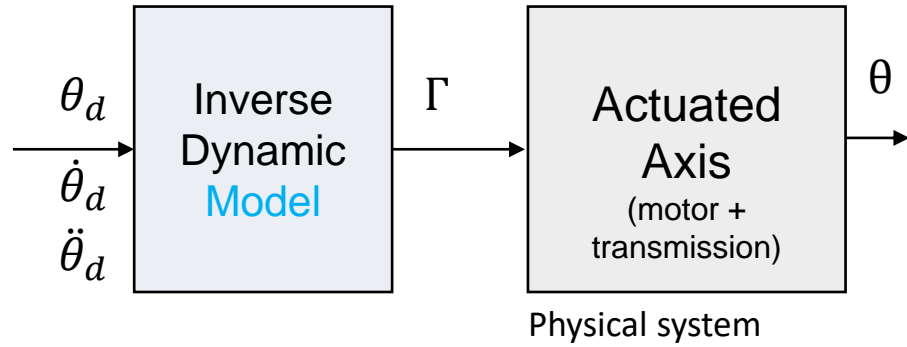 θ_d
θ̇_d
θ̈_d
Inverse
Dynamic
Model
Γ
Actuated
Axis
(motor +
transmission)
θ
Physical system